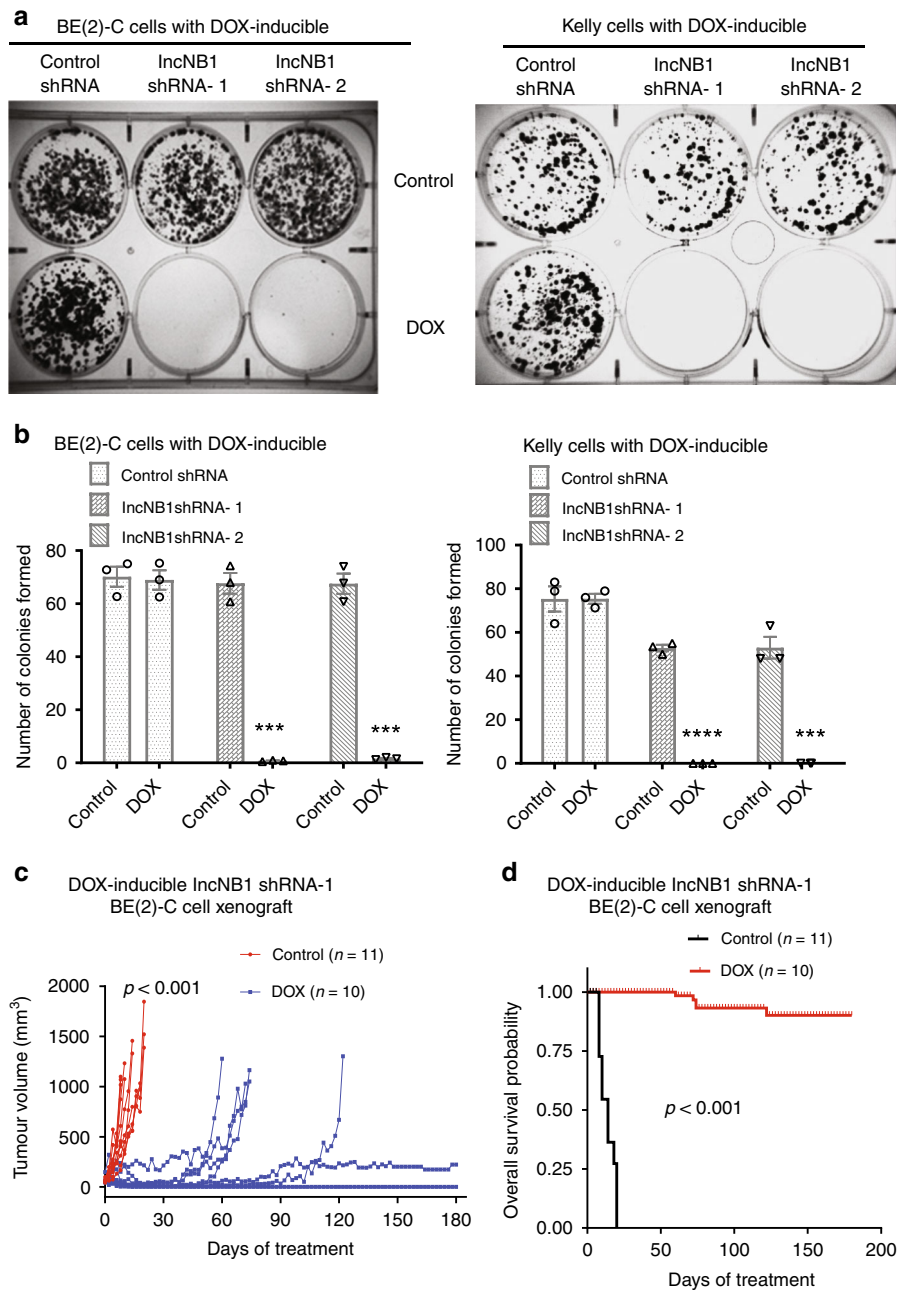 a
BE(2)-C cells with DOX-inducible
Control shRNA
lncNB1 shRNA- 1
lncNB1 shRNA- 2
Kelly cells with DOX-inducible
Control shRNA
lncNB1 shRNA- 1
lncNB1 shRNA- 2
Control
DOX
b
BE(2)-C cells with DOX-inducible
Control shRNA
lncNB1shRNA- 1
lncNB1shRNA- 2
Number of colonies formed
80
60
40
20
0
***
***
Control
DOX
Control
DOX
Control
DOX
Kelly cells with DOX-inducible
Control shRNA
lncNB1shRNA- 1
lncNB1shRNA- 2
Number of colonies formed
100
80
60
40
20
0
****
***
Control
DOX
Control
DOX
Control
DOX
c
DOX-inducible lncNB1 shRNA-1
BE(2)-C cell xenograft
Control (n = 11)
DOX (n = 10)
p < 0.001
Tumour volume (mm³)
2000
1500
1000
500
0
0 30 60 90 120 150 180
Days of treatment
d
DOX-inducible lncNB1 shRNA-1
BE(2)-C cell xenograft
Control (n = 11)
DOX (n = 10)
Overall survival probability
1.00
0.75
0.50
0.25
0.00
p < 0.001
0 50 100 150 200
Days of treatment